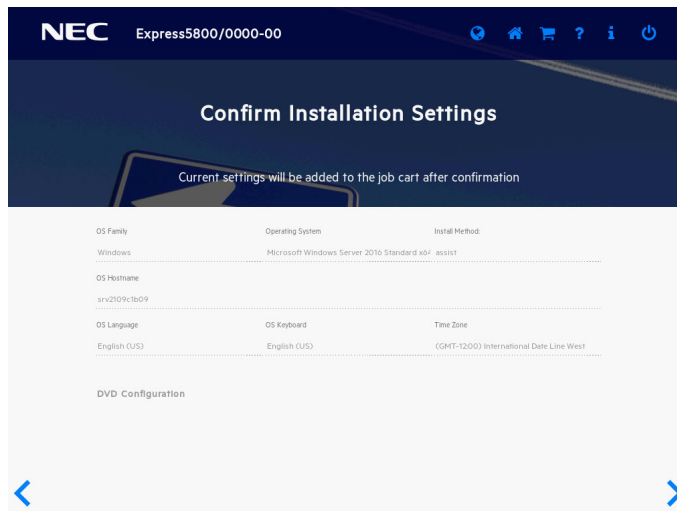 NEC Express5800/0000-00
Confirm Installation Settings
Current settings will be added to the job cart after confirmation
OS Family Operating System Install Method:
Windows Microsoft Windows Server 2016 Standard x64 assist
OS Hostname
srv2109c1b09
OS Language OS Keyboard Time Zone
English (US) English (US) (GMT-12:00) International Date Line West
DVD Configuration